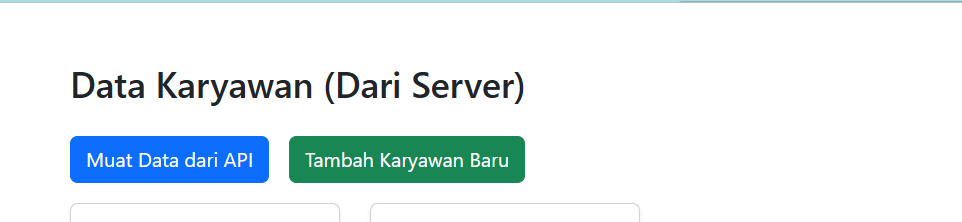 Data Karyawan (Dari Server)
Muat Data dari API
Tambah Karyawan Baru